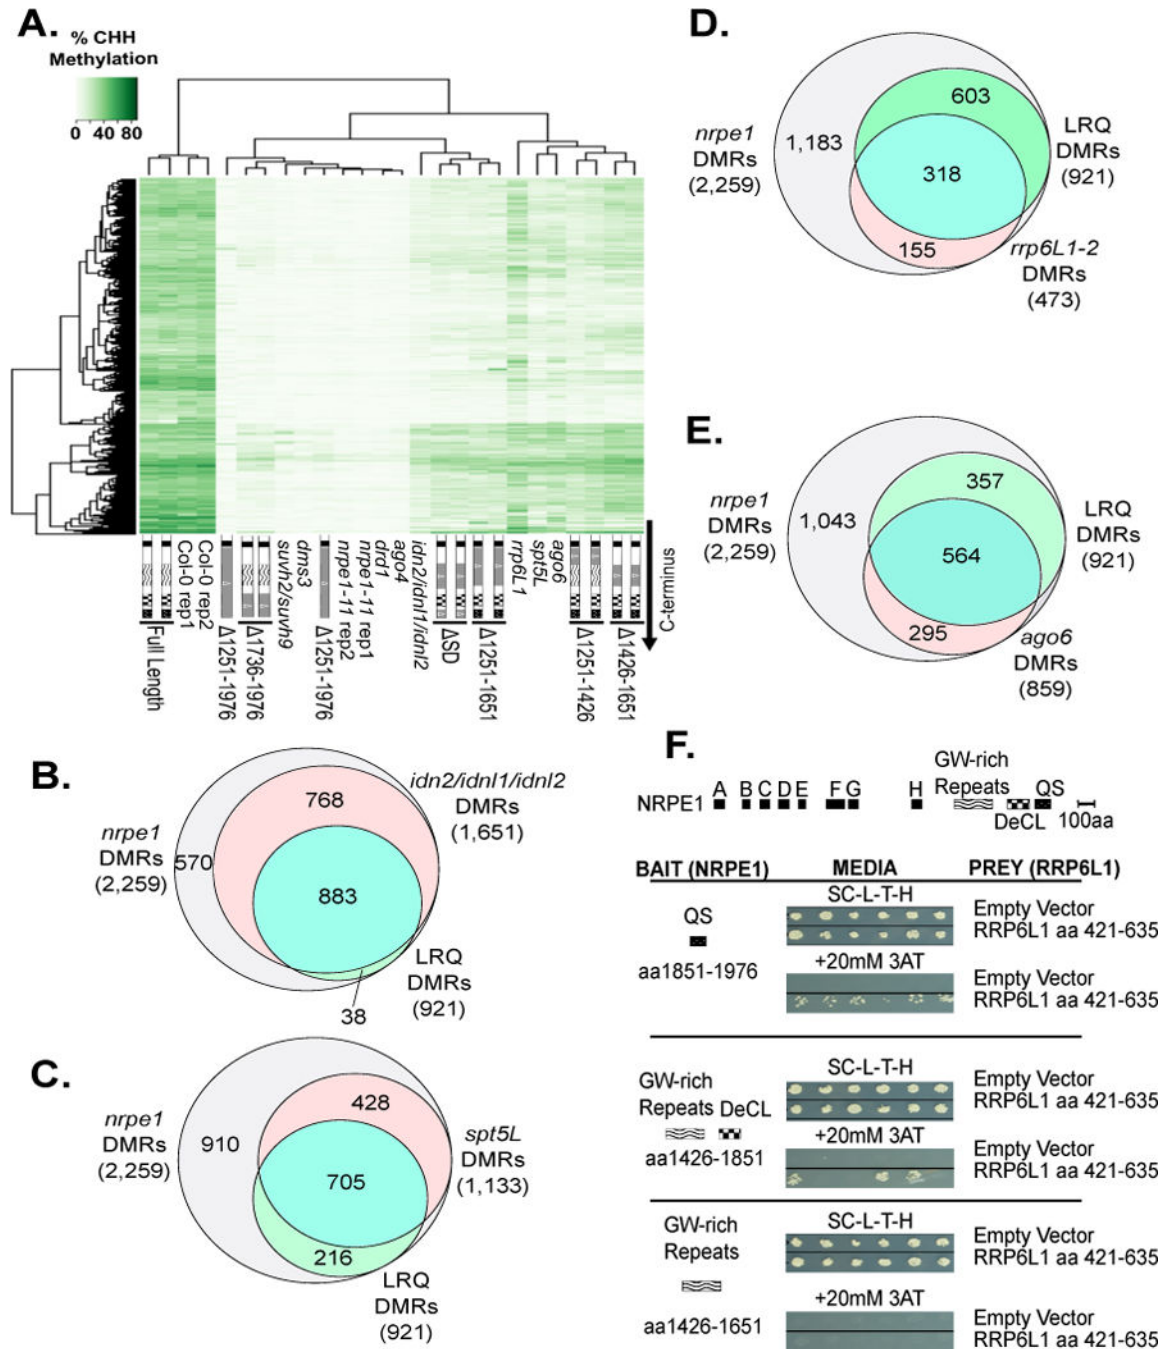 A.
% CHH
Methylation
0 40 80
Full Length
Col-0 rep1
Col-0 rep2
Δ1251-1976
Δ1736-1976
suvh2/suvh9
dms3
Δ1251-1976
nrpe1-11 rep2
nrpe1-11 rep1
drd1
ago4
idn2/idnl1/idnl2
ΔSD
Δ1251-1651
rrp6L1
spt5L
ago6
Δ1251-1426
Δ1426-1651
C-terminus
B.
nrpe1
DMRs
(2,259)
570
768
883
38
idn2/idnl1/idnl2
DMRs
(1,651)
LRQ
DMRs
(921)
C.
nrpe1
DMRs
(2,259)
910
428
705
216
spt5L
DMRs
(1,133)
LRQ
DMRs
(921)
D.
nrpe1
DMRs
(2,259)
1,183
603
318
155
LRQ
DMRs
(921)
rrp6L1-2
DMRs
(473)
E.
nrpe1
DMRs
(2,259)
1,043
357
564
295
LRQ
DMRs
(921)
ago6
DMRs
(859)
F.
GW-rich
Repeats
A B C D E F G H QS
NRPE1
DeCL 100aa
BAIT (NRPE1) MEDIA PREY (RRP6L1)
SC-L-T-H
QS
Empty Vector
RRP6L1 aa 421-635
aa1851-1976
+20mM 3AT
Empty Vector
RRP6L1 aa 421-635
SC-L-T-H
GW-rich
Repeats DeCL
Empty Vector
RRP6L1 aa 421-635
aa1426-1851
+20mM 3AT
Empty Vector
RRP6L1 aa 421-635
SC-L-T-H
GW-rich
Repeats
Empty Vector
RRP6L1 aa 421-635
+20mM 3AT
aa1426-1651
Empty Vector
RRP6L1 aa 421-635